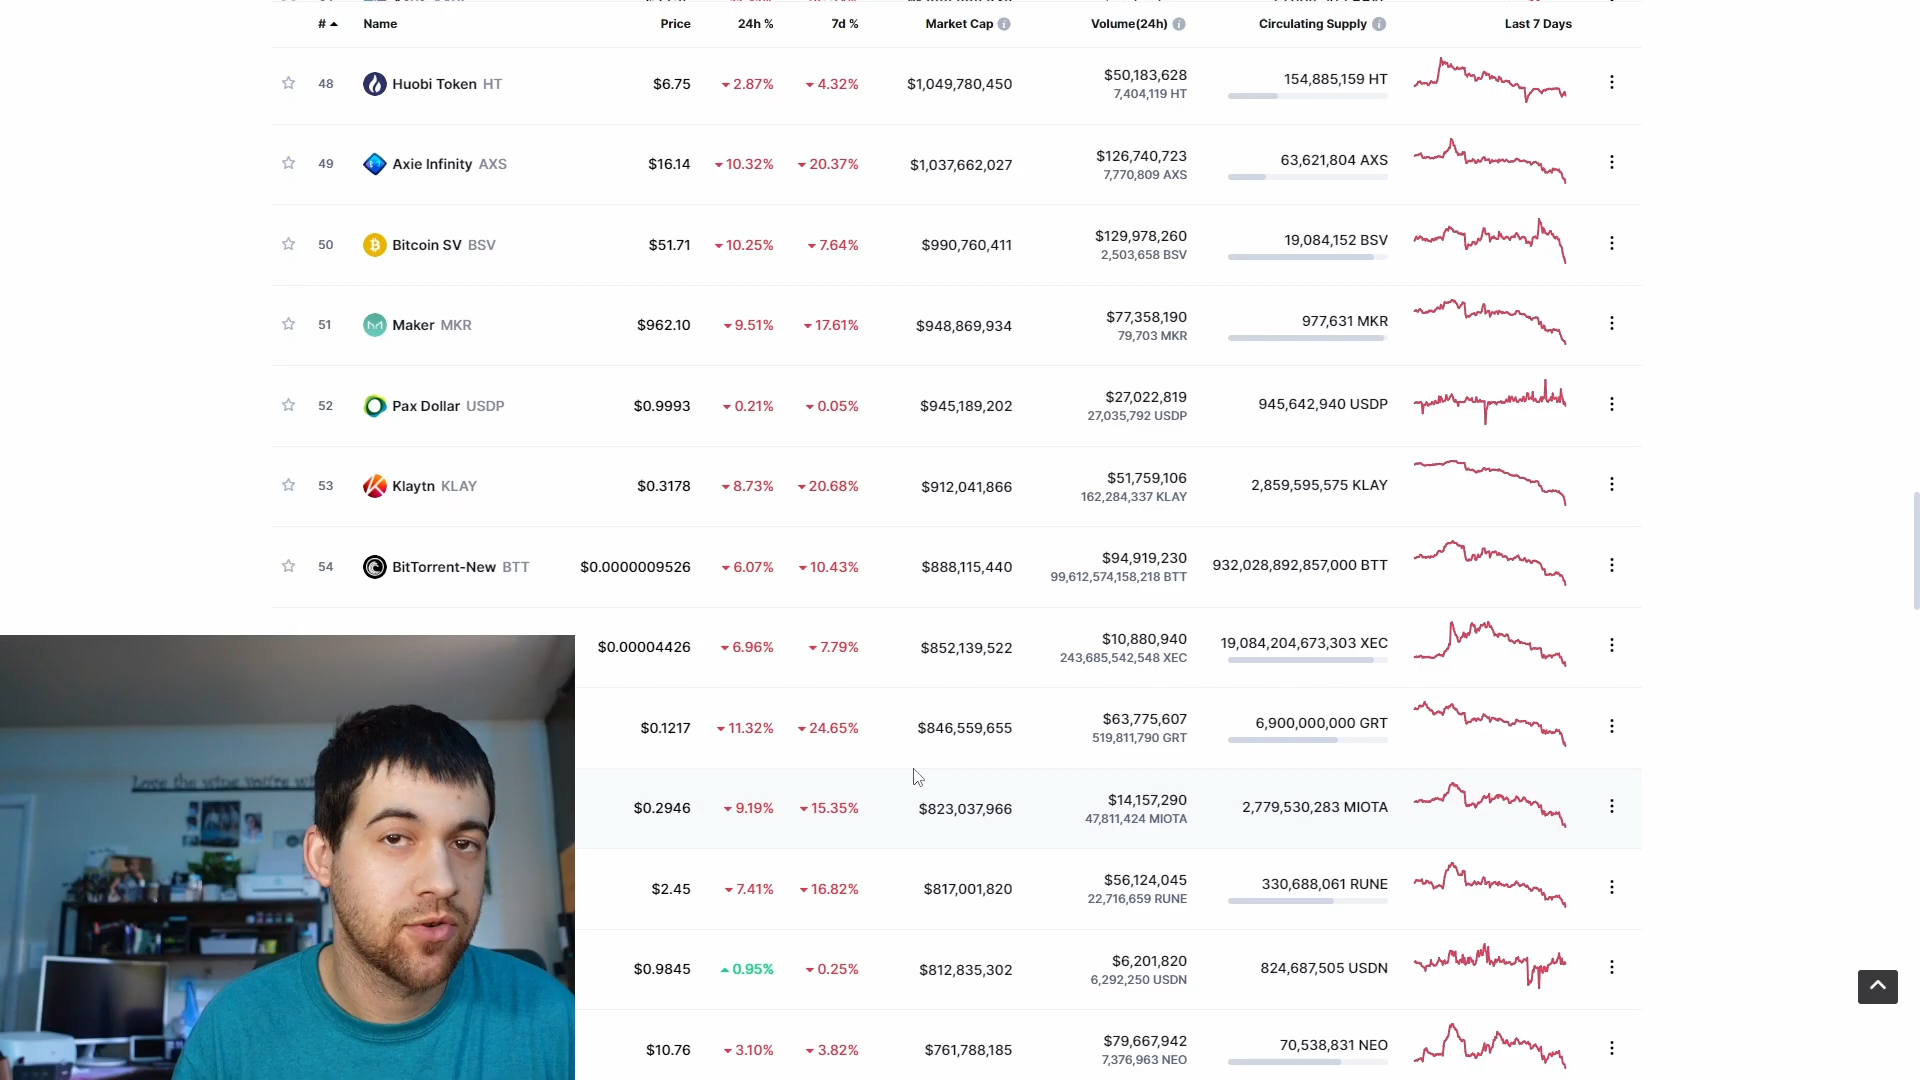 # Name Price 24h % 7d % Market Cap Volume(24h) Circulating Supply Last 7 Days
48 Huobi Token HT $6.75 2.87% 4.32% $1,049,780,450 $50,183,628 154,885,159 HT
7,404,119 HT
49 Axie Infinity AXS $16.14 10.32% 20.37% $1,037,662,027 $126,740,723 63,621,804 AXS
7,770,809 AXS
50 Bitcoin SV BSV $51.71 10.25% 7.64% $990,760,411 $129,978,260 19,084,152 BSV
2,503,658 BSV
51 Maker MKR $962.10 9.51% 17.61% $948,869,934 $77,358,190 977,631 MKR
79,703 MKR
52 Pax Dollar USDP $0.9993 0.21% 0.05% $945,189,202 $27,022,819 945,642,940 USDP
27,035,792 USDP
53 Klaytn KLAY $0.3178 8.73% 20.68% $912,041,866 $51,759,106 2,859,595,575 KLAY
162,284,337 KLAY
54 BitTorrent-New BTT $0.0000009526 6.07% 10.43% $888,115,440 $94,919,230 932,028,892,857,000 BTT
99,612,574,158,218 BTT
$0.00004426 6.96% 7.79% $852,139,522 $10,880,940 19,084,204,673,303 XEC
243,685,542,548 XEC
$0.1217 11.32% 24.65% $846,559,655 $63,775,607 6,900,000,000 GRT
519,811,790 GRT
$0.2946 9.19% 15.35% $823,037,966 $14,157,290 2,779,530,283 MIOTA
47,811,424 MIOTA
$2.45 7.41% 16.82% $817,001,820 $56,124,045 330,688,061 RUNE
22,716,659 RUNE
$0.9845 0.95% 0.25% $812,835,302 $6,201,820 824,687,505 USDN
6,292,250 USDN
$10.76 3.10% 3.82% $761,788,185 $79,667,942 70,538,831 NEO
7,376,963 NEO
Love the wine you're